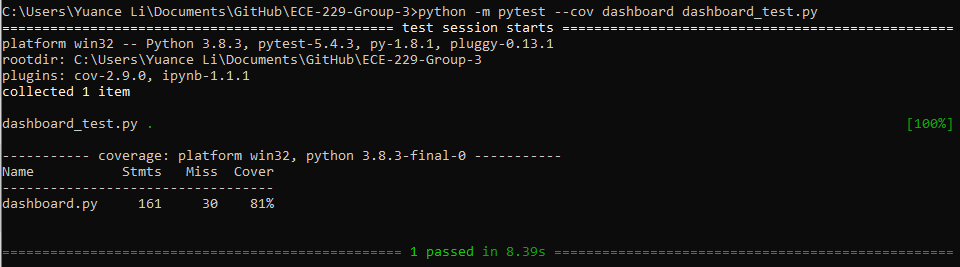 C:\Users\Yuance Li\Documents\GitHub\ECE-229-Group-3>python -m pytest --cov dashboard dashboard_test.py
================================================= test session starts =================================================
platform win32 -- Python 3.8.3, pytest-5.4.3, py-1.8.1, pluggy-0.13.1
rootdir: C:\Users\Yuance Li\Documents\GitHub\ECE-229-Group-3
plugins: cov-2.9.0, ipynb-1.1.1
collected 1 item
dashboard_test.py . [100%]
----------- coverage: platform win32, python 3.8.3-final-0 -----------
Name Stmts Miss Cover
----------------------------------
dashboard.py 161 30 81%
================================================== 1 passed in 8.39s ==================================================